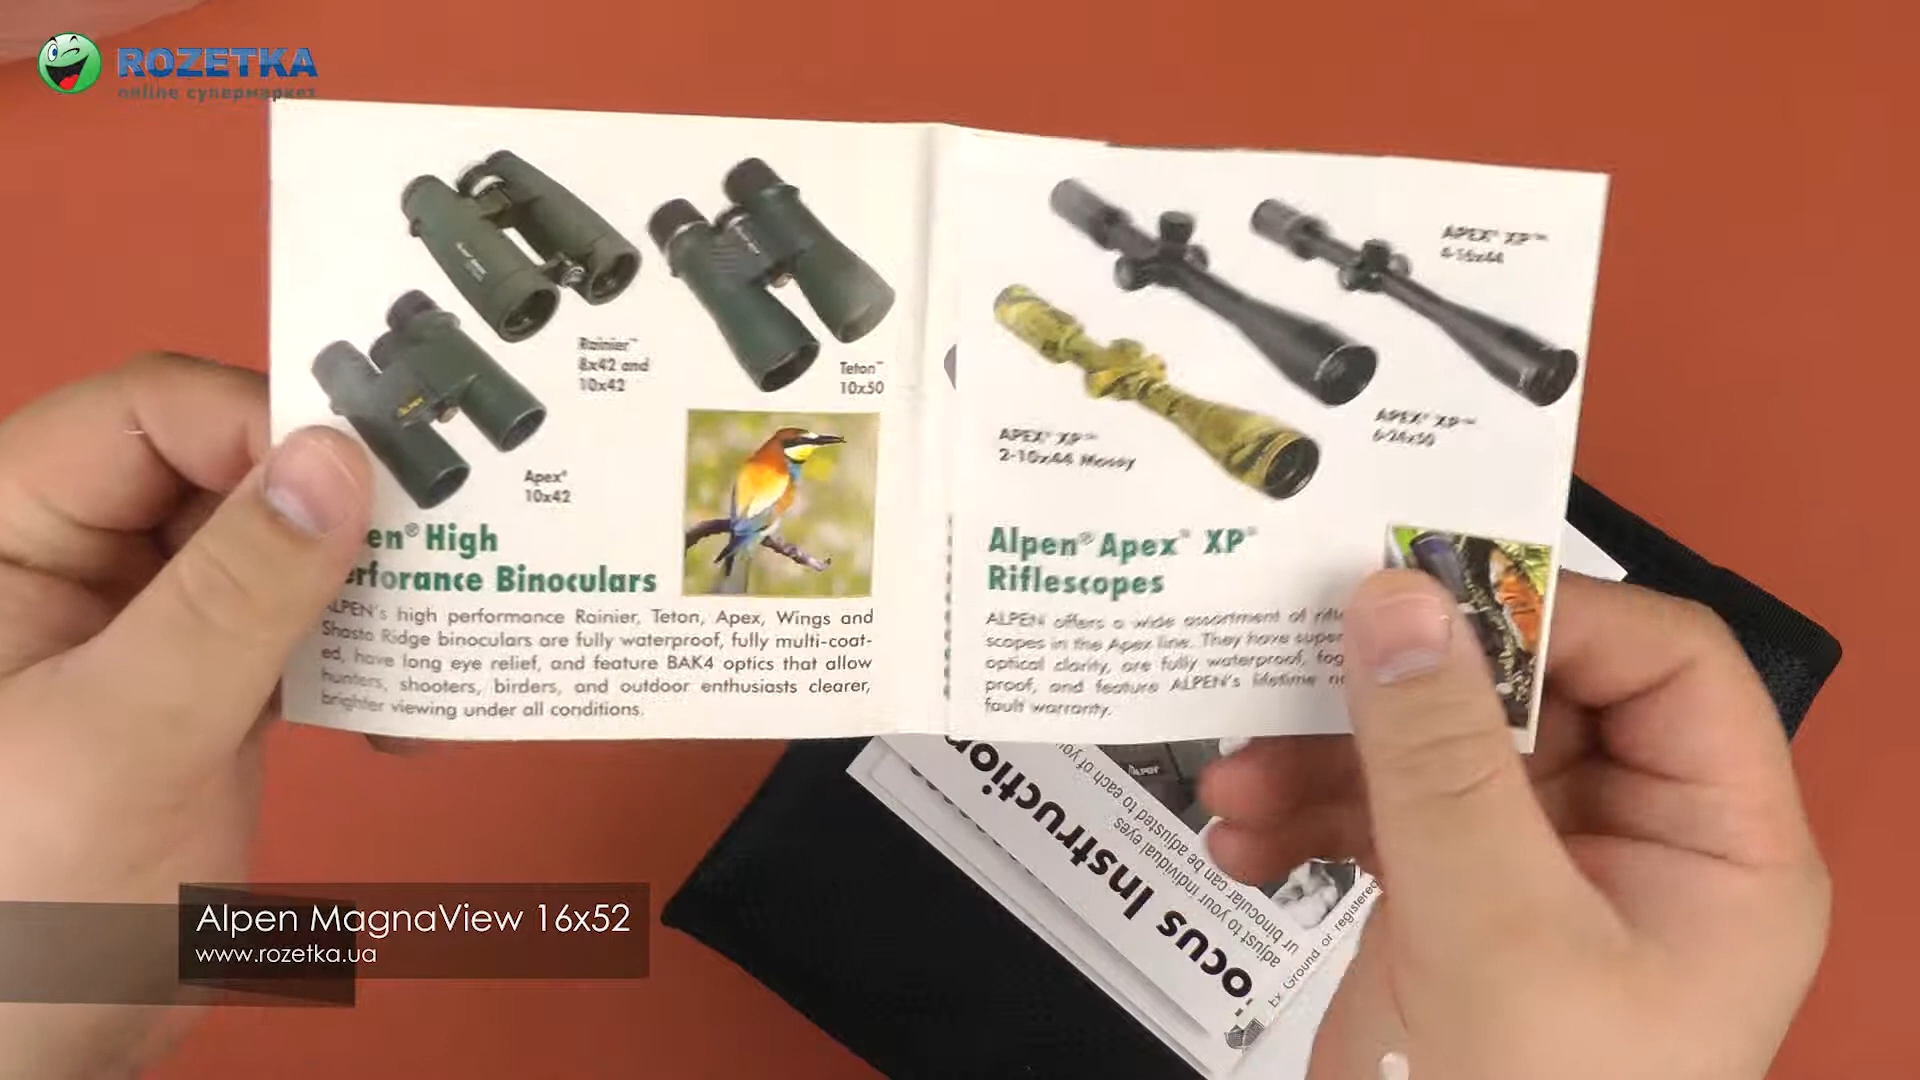 ROZETKA
online супермаркет
Rainier™
8x42 and
10x42
Teton™
10x50
Apex®
10x42
en® High
erforance Binoculars
ALPEN's high performance Rainier, Teton, Apex, Wings and
Shasta Ridge binoculars are fully waterproof, fully multi-coat-
ed, have long eye relief, and feature BAK4 optics that allow
hunters, shooters, birders, and outdoor enthusiasts clearer,
brighter viewing under all conditions.
APEX® XP™
4-16x44
APEX® XP™
6-24x50
APEX® XP™
2-10x44 Mossy
Alpen® Apex® XP®
Riflescopes
ALPEN offers a wide assortment of rifle
scopes in the Apex line. They have super
optical clarity, are fully waterproof, fog
proof, and feature ALPEN's lifetime no
fault warranty.
ocus Instruction
adjust to your individual eyes
ur binocular can be adjusted to each of you
Ground or registered
Alpen MagnaView 16x52
www.rozetka.ua